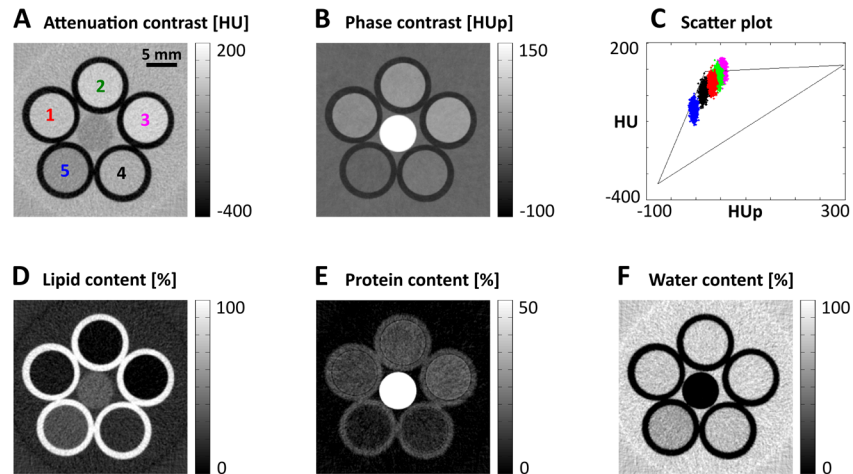 A Attenuation contrast [HU]
5 mm
1
2
3
4
5
200
-400
B Phase contrast [HUp]
150
-100
C Scatter plot
200
HU
-400
-100
HUp
300
D Lipid content [%]
100
0
E Protein content [%]
50
0
F Water content [%]
100
0